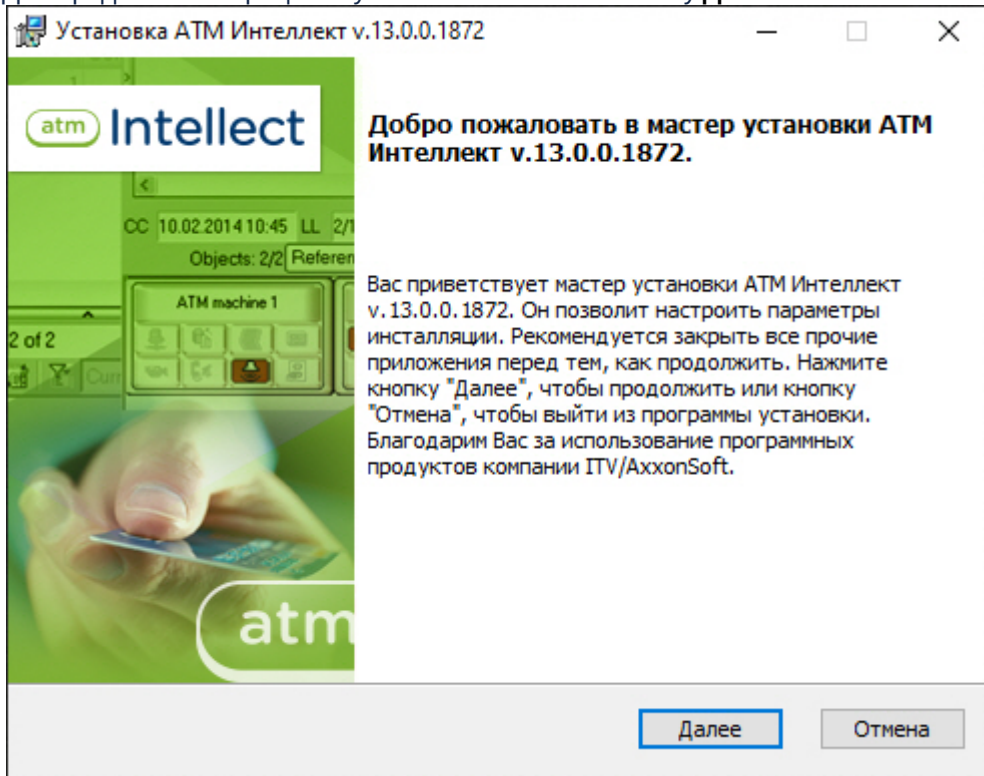 Установка АТМ Интеллект v.13.0.0.1872
atm Intellect
Добро пожаловать в мастер установки АТМ
Интеллект v.13.0.0.1872.
CC 10.02.2014 10:45 LL 2/1
Objects: 2/2 Referen
ATM machine 1
2 of 2
Curr
Вас приветствует мастер установки АТМ Интеллект
v.13.0.0.1872. Он позволит настроить параметры
инсталляции. Рекомендуется закрыть все прочие
приложения перед тем, как продолжить. Нажмите
кнопку "Далее", чтобы продолжить или кнопку
"Отмена", чтобы выйти из программы установки.
Благодарим Вас за использование программных
продуктов компании ITV/AxxonSoft.
atm
Далее
Отмена